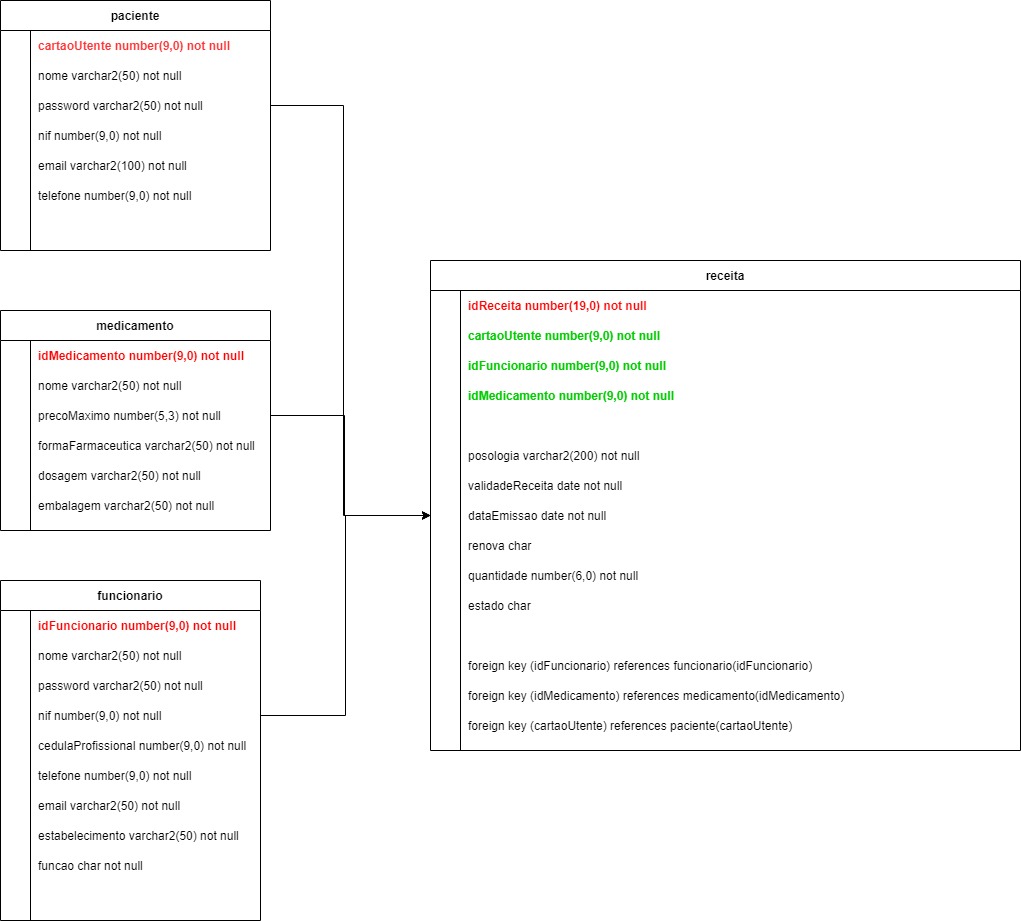 paciente
cartaoUtente number(9,0) not null
nome varchar2(50) not null
password varchar2(50) not null
nif number(9,0) not null
email varchar2(100) not null
telefone number(9,0) not null
medicamento
idMedicamento number(9,0) not null
nome varchar2(50) not null
precoMaximo number(5,3) not null
formaFarmaceutica varchar2(50) not null
dosagem varchar2(50) not null
embalagem varchar2(50) not null
funcionario
idFuncionario number(9,0) not null
nome varchar2(50) not null
password varchar2(50) not null
nif number(9,0) not null
cedulaProfissional number(9,0) not null
telefone number(9,0) not null
email varchar2(50) not null
estabelecimento varchar2(50) not null
funcao char not null
receita
idReceita number(19,0) not null
cartaoUtente number(9,0) not null
idFuncionario number(9,0) not null
idMedicamento number(9,0) not null
posologia varchar2(200) not null
validadeReceita date not null
dataEmissao date not null
renova char
quantidade number(6,0) not null
estado char
foreign key (idFuncionario) references funcionario(idFuncionario)
foreign key (idMedicamento) references medicamento(idMedicamento)
foreign key (cartaoUtente) references paciente(cartaoUtente)